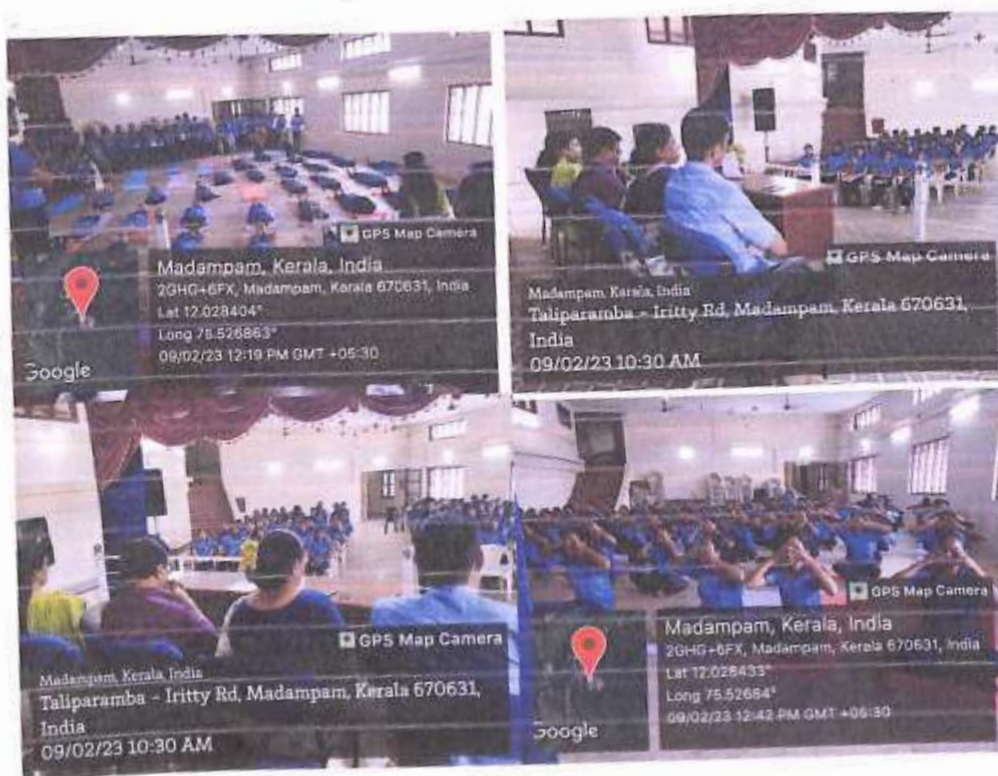 GPS Map Camera
Madampam, Kerala, India
2GHG+6FX, Madampam, Kerala 670631, India
Lat 12.028404°
Long 75.526863°
09/02/23 12:19 PM GMT +05:30
Google
GPS Map Camera
Madampam, Kerala, India
Taliparamba - Iritty Rd, Madampam, Kerala 670631,
India
09/02/23 10:30 AM
GPS Map Camera
Madampam, Kerala, India
Taliparamba - Iritty Rd, Madampam, Kerala 670631,
India
09/02/23 10:30 AM
GPS Map Camera
Madampam, Kerala, India
2GHG+6FX, Madampam, Kerala 670631, India
Lat 12.028433°
Long 75.52684°
09/02/23 12:42 PM GMT +05:30
Google